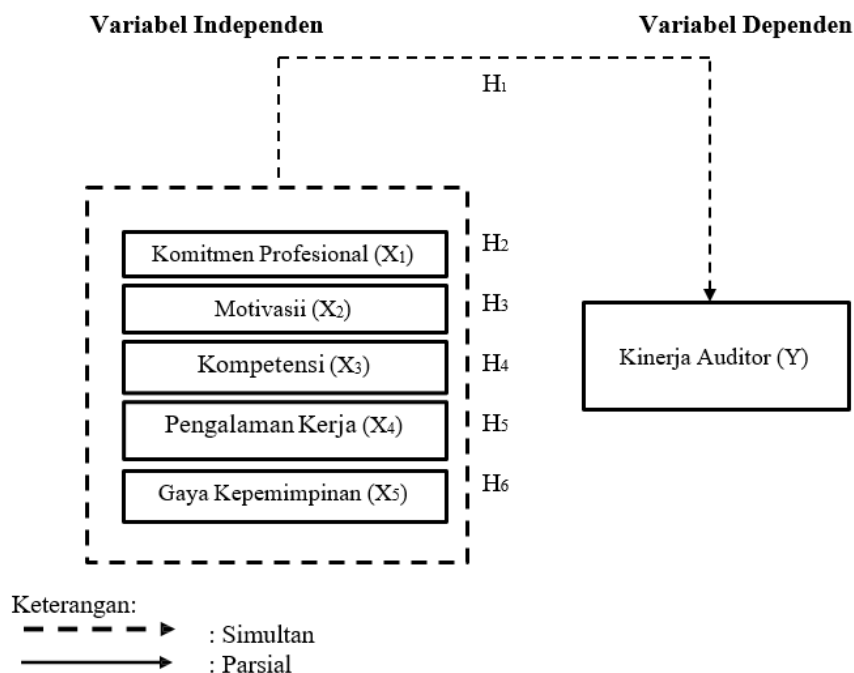 Variabel Independen
Variabel Dependen
H₁
Komitmen Profesional (X₁)
H₂
Motivasii (X₂)
H₃
Kompetensi (X₃)
H₄
Kinerja Auditor (Y)
Pengalaman Kerja (X₄)
H₅
Gaya Kepemimpinan (X₅)
H₆
Keterangan:
: Simultan
: Parsial